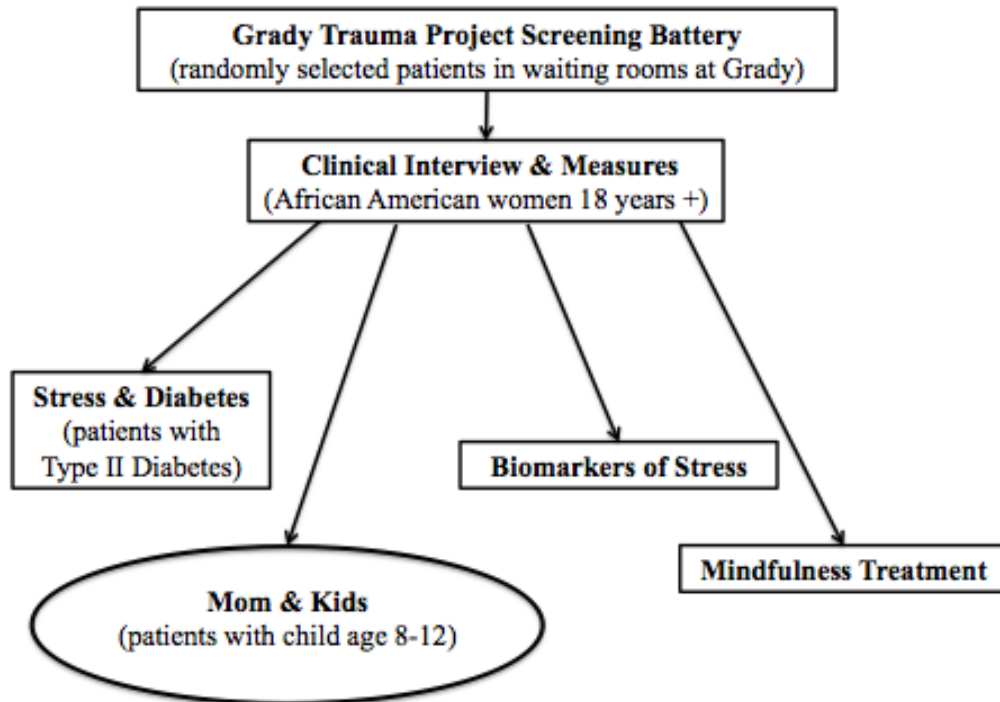 Grady Trauma Project Screening Battery
(randomly selected patients in waiting rooms at Grady)
Clinical Interview & Measures
(African American women 18 years +)
Stress & Diabetes
(patients with
Type II Diabetes)
Biomarkers of Stress
Mindfulness Treatment
Mom & Kids
(patients with child age 8-12)